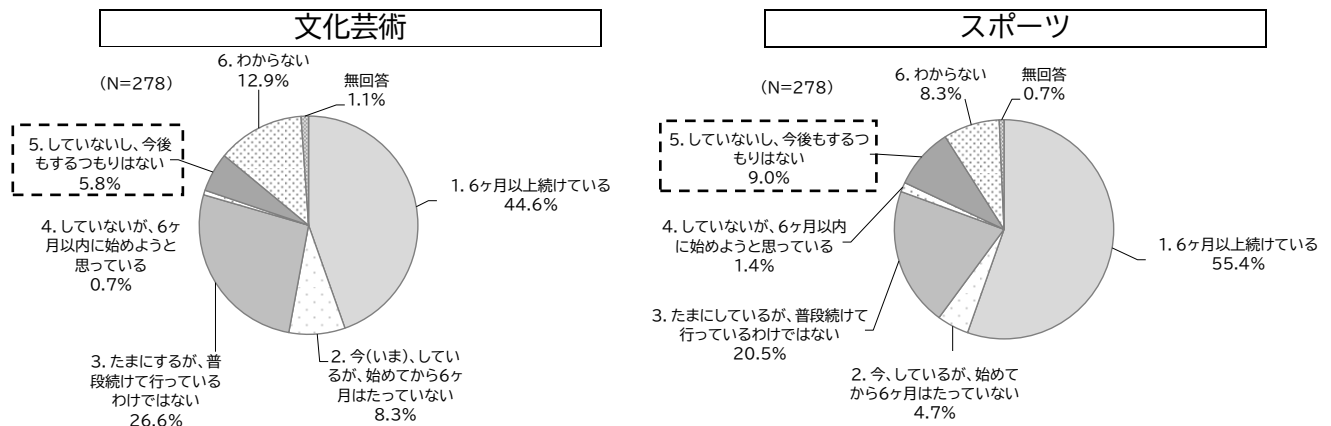 文化芸術
(N=278)
6. わからない
12.9%
無回答
1.1%
5. していないし、今後
もするつもりはない
5.8%
1. 6ヶ月以上続けている
44.6%
4. していないが、6ヶ
月以内に始めようと
思っている
0.7%
3. たまにするが、普
段続けて行っている
わけではない
26.6%
2. 今(いま)、してい
るが、始めてから6ヶ
月はたっていない
8.3%
スポーツ
(N=278)
6. わからない
8.3%
無回答
0.7%
5. していないし、今後もするつ
もりはない
9.0%
4. していないが、6ヶ月以内
に始めようと思っている
1.4%
1. 6ヶ月以上続けている
55.4%
3. たまにしているが、普段続けて
行っているわけではない
20.5%
2. 今、しているが、始めて
から6ヶ月はたっていない
4.7%